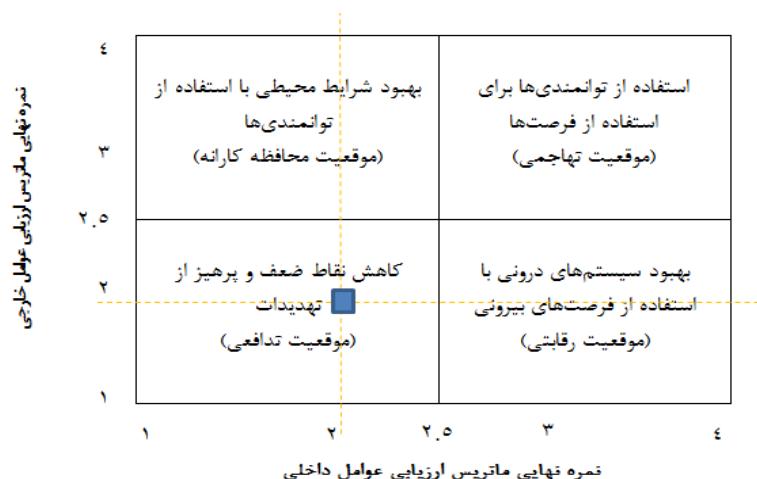 نمره نهایی ماتریس ارزیابی عوامل خارجی
٤
۳
۲.۵
۲
۱
استفاده از توانمندی‌ها برای
استفاده از فرصت‌ها
(موقعیت تهاجمی)
بهبود شرایط محیطی با استفاده از
توانمندی‌ها
(موقعیت محافظه کارانه)
بهبود سیستم‌های درونی با
استفاده از فرصت‌های بیرونی
(موقعیت رقابتی)
کاهش نقاط ضعف و پرهیز از
تهدیدات
(موقعیت تدافعی)
۱
۲
۲.۵
۳
٤
نمره نهایی ماتریس ارزیابی عوامل داخلی